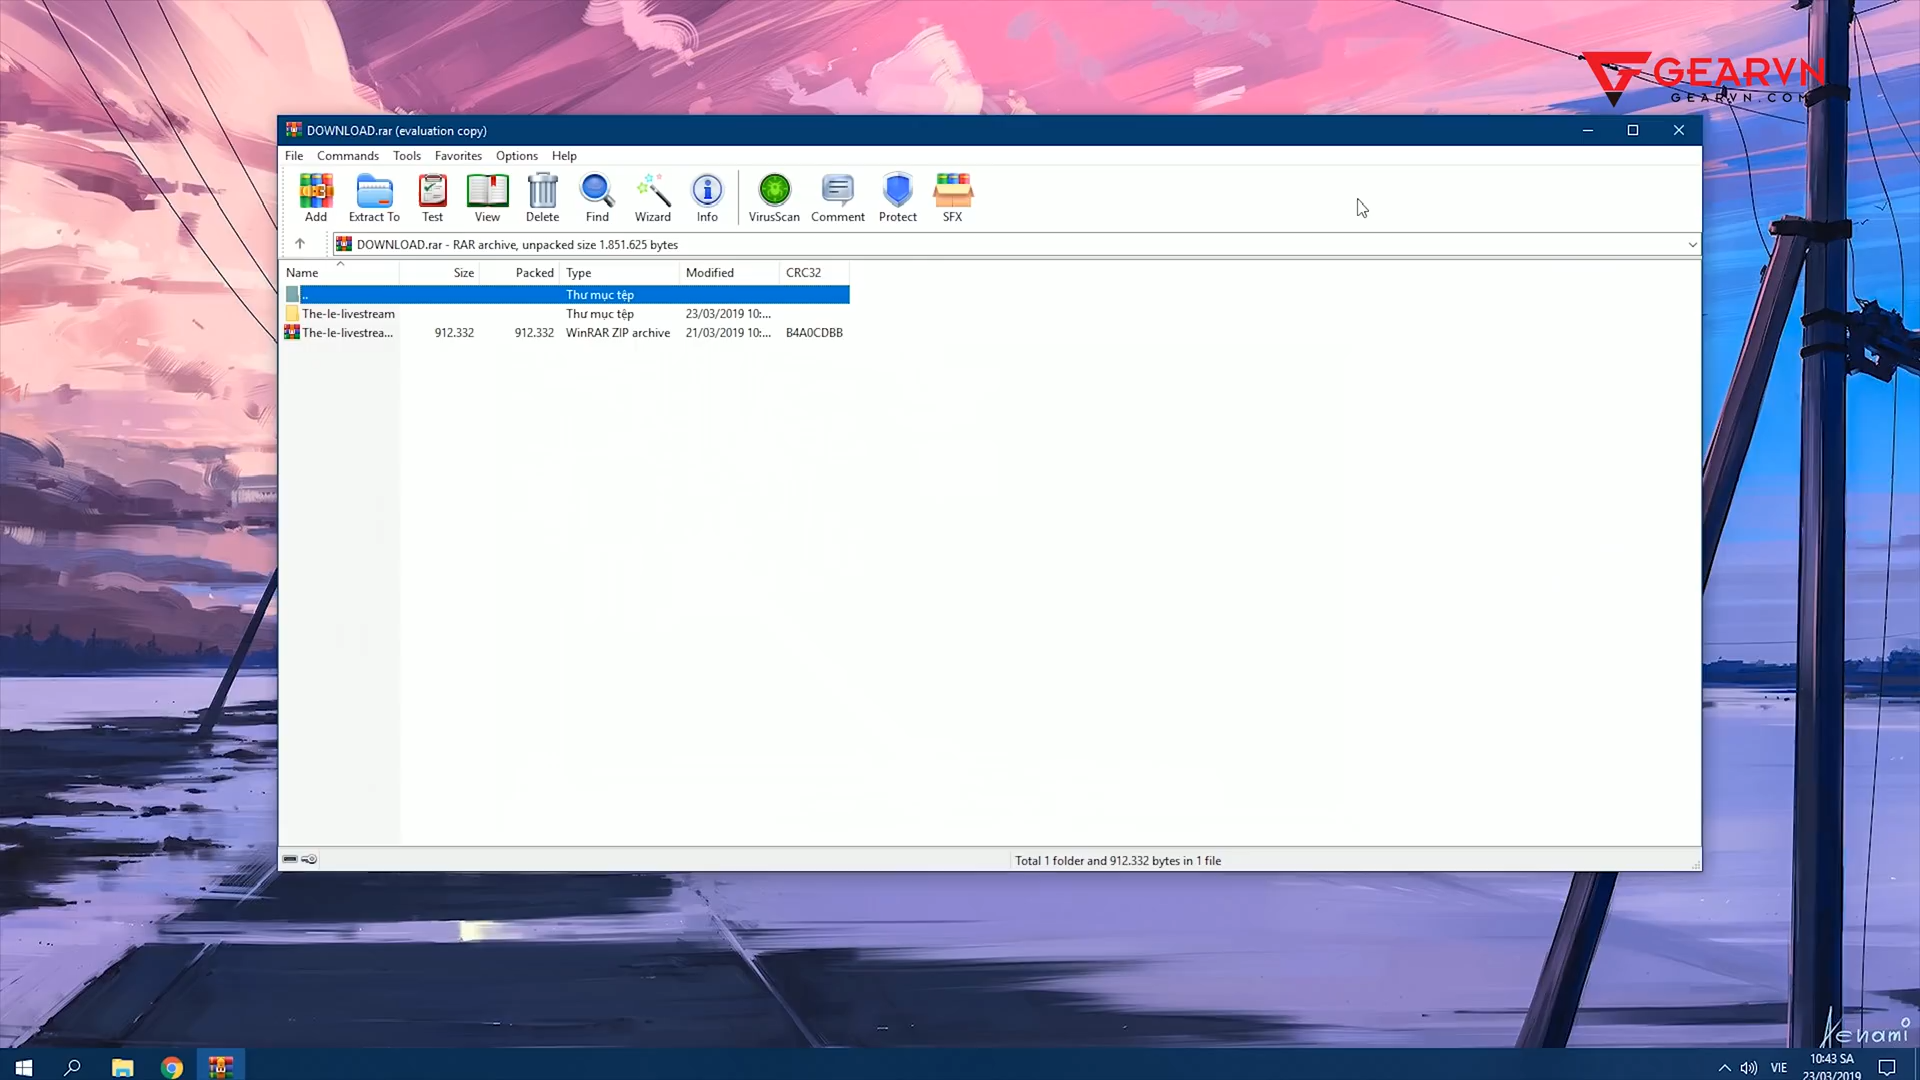 GEARVN
GEARVN.COM
DOWNLOAD.rar (evaluation copy)
File Commands Tools Favorites Options Help
Add Extract To Test View Delete Find Wizard Info VirusScan Comment Protect SFX
DOWNLOAD.rar - RAR archive, unpacked size 1.851.625 bytes
Name Size Packed Type Modified CRC32
.. Thư mục tệp
The-le-livestream Thư mục tệp 23/03/2019 10:...
The-le-livestrea... 912.332 912.332 WinRAR ZIP archive 21/03/2019 10:... B4A0CDBB
Total 1 folder and 912.332 bytes in 1 file
Aenami
VIE 10:43 SA
23/03/2019